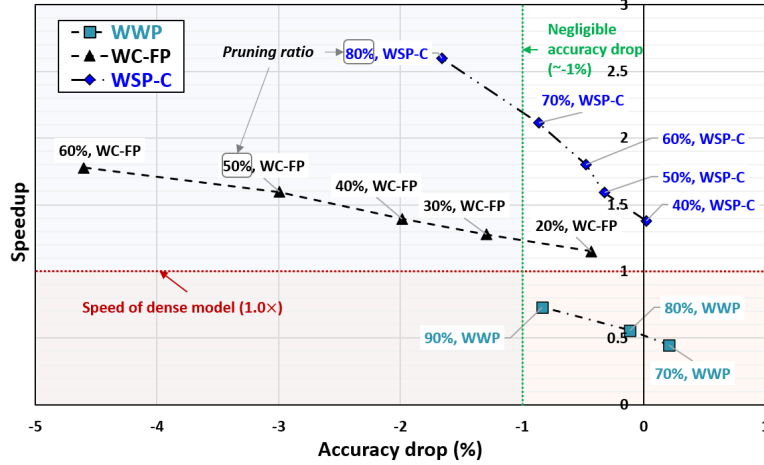 WWP
WC-FP
WSP-C
Pruning ratio
80%, WSP-C
Negligible
accuracy drop
(~-1%)
70%, WSP-C
60%, WSP-C
50%, WSP-C
40%, WSP-C
60%, WC-FP
50%, WC-FP
40%, WC-FP
30%, WC-FP
20%, WC-FP
Speed of dense model (1.0×)
90%, WWP
80%, WWP
70%, WWP
3
2.5
2
1.5
1
0.5
0
Speedup
-5 -4 -3 -2 -1 0 1
Accuracy drop (%)